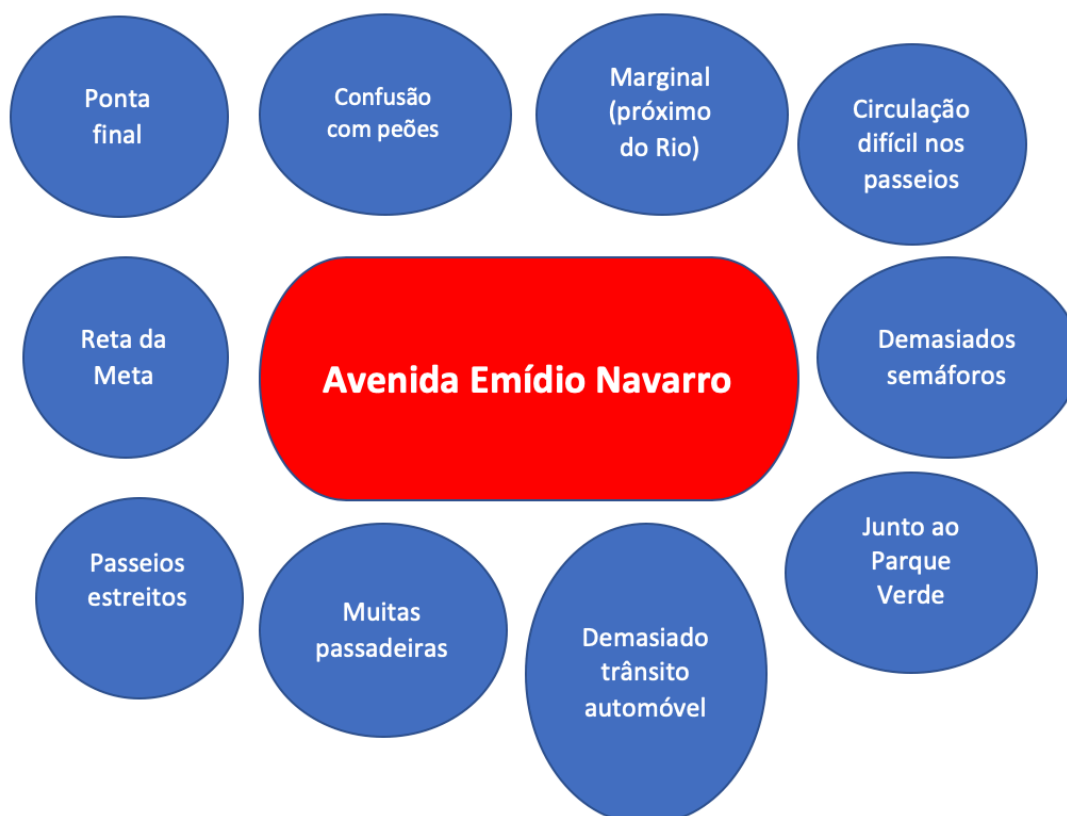 Ponta
final
Confusão
com peões
Marginal
(próximo
do Rio)
Circulação
difícil nos
passeios
Reta da
Meta
Avenida Emídio Navarro
Demasiados
semáforos
Passeios
estreitos
Muitas
passadeiras
Demasiado
trânsito
automóvel
Junto ao
Parque
Verde